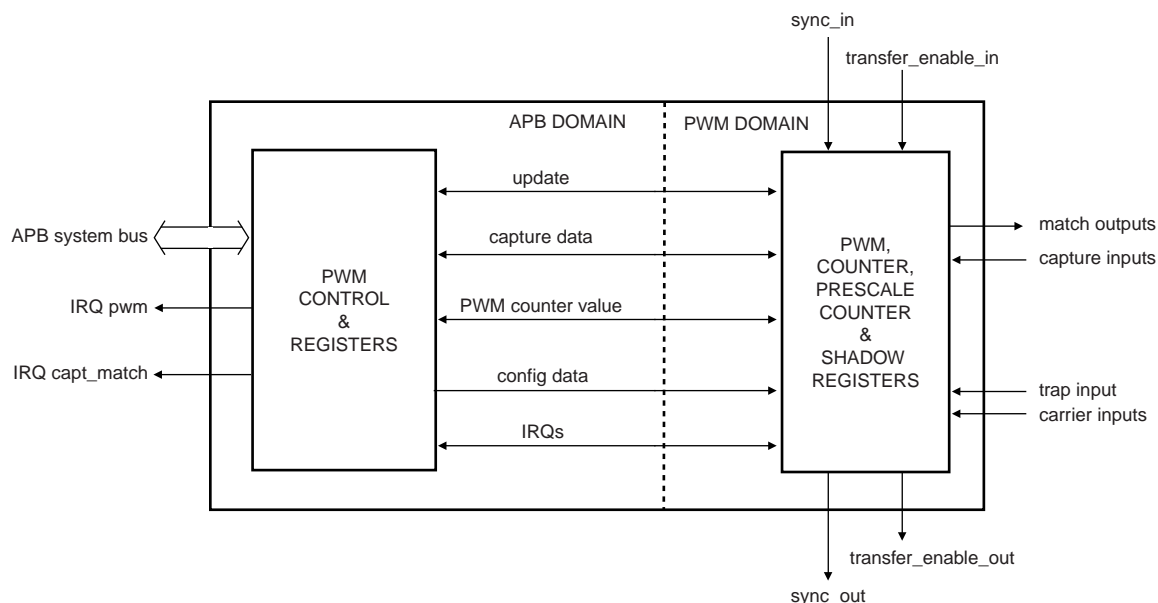 sync_in
transfer_enable_in
APB DOMAIN
PWM DOMAIN
APB system bus
IRQ pwm
IRQ capt_match
PWM
CONTROL
&
REGISTERS
update
capture data
PWM counter value
config data
IRQs
PWM,
COUNTER,
PRESCALE
COUNTER
&
SHADOW
REGISTERS
match outputs
capture inputs
trap input
carrier inputs
transfer_enable_out
sync_out